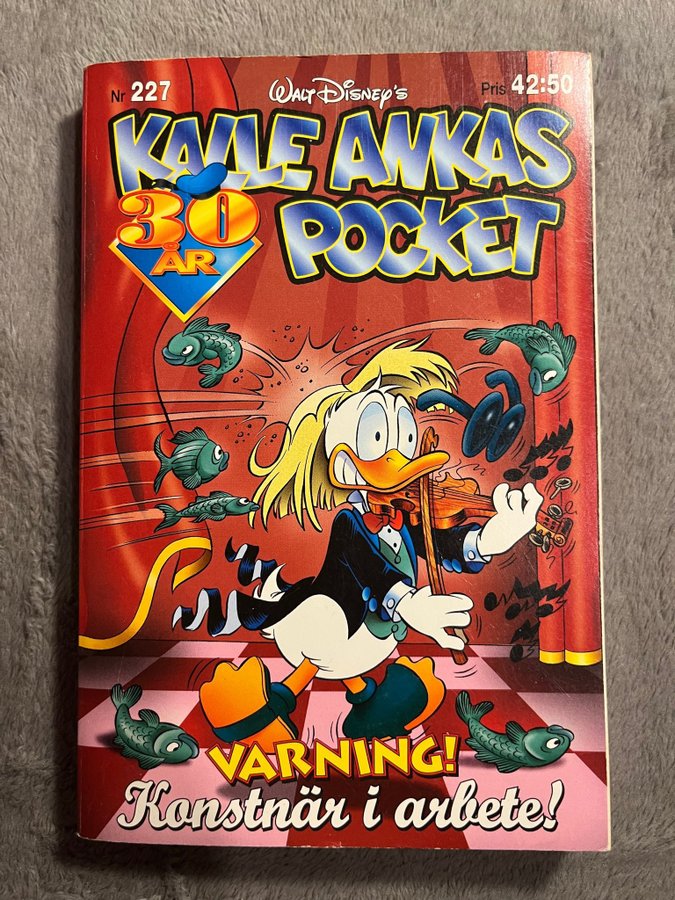 Nr 227
Walt Disney's
Pris 42:50
KALLE ANKAS
POCKET
30
ÅR
VARNING!
Konstnär i arbete!